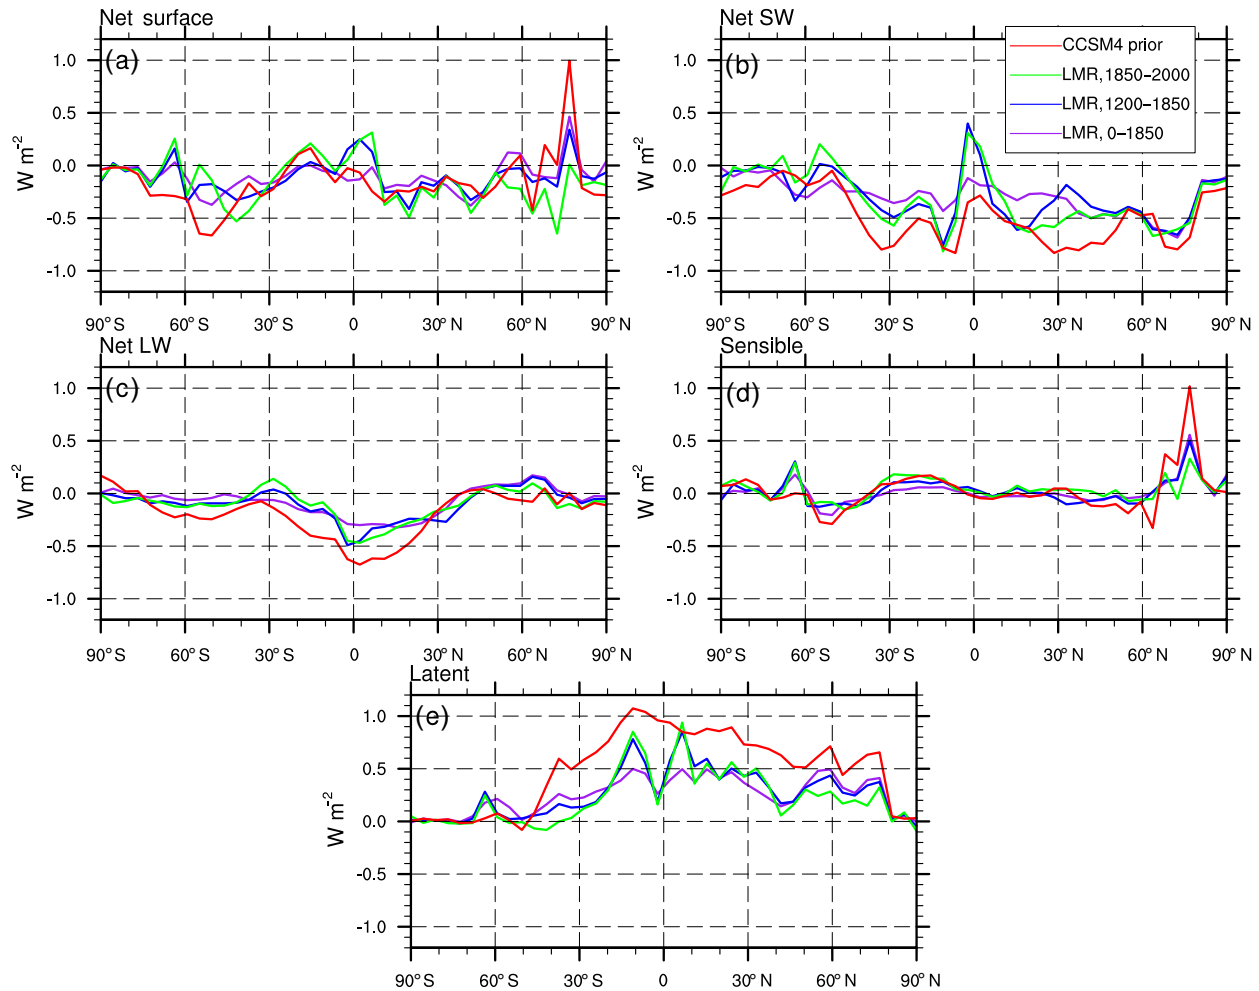 Net surface
(a)
W m-2
1.0
0.5
0.0
-0.5
-1.0
90°S 60°S 30°S 0 30°N 60°N 90°N
Net SW
(b)
CCSM4 prior
LMR, 1850−2000
LMR, 1200−1850
LMR, 0−1850
W m-2
1.0
0.5
0.0
-0.5
-1.0
90°S 60°S 30°S 0 30°N 60°N 90°N
Net LW
(c)
W m-2
1.0
0.5
0.0
-0.5
-1.0
90°S 60°S 30°S 0 30°N 60°N 90°N
Sensible
(d)
W m-2
1.0
0.5
0.0
-0.5
-1.0
90°S 60°S 30°S 0 30°N 60°N 90°N
Latent
(e)
W m-2
1.0
0.5
0.0
-0.5
-1.0
90°S 60°S 30°S 0 30°N 60°N 90°N